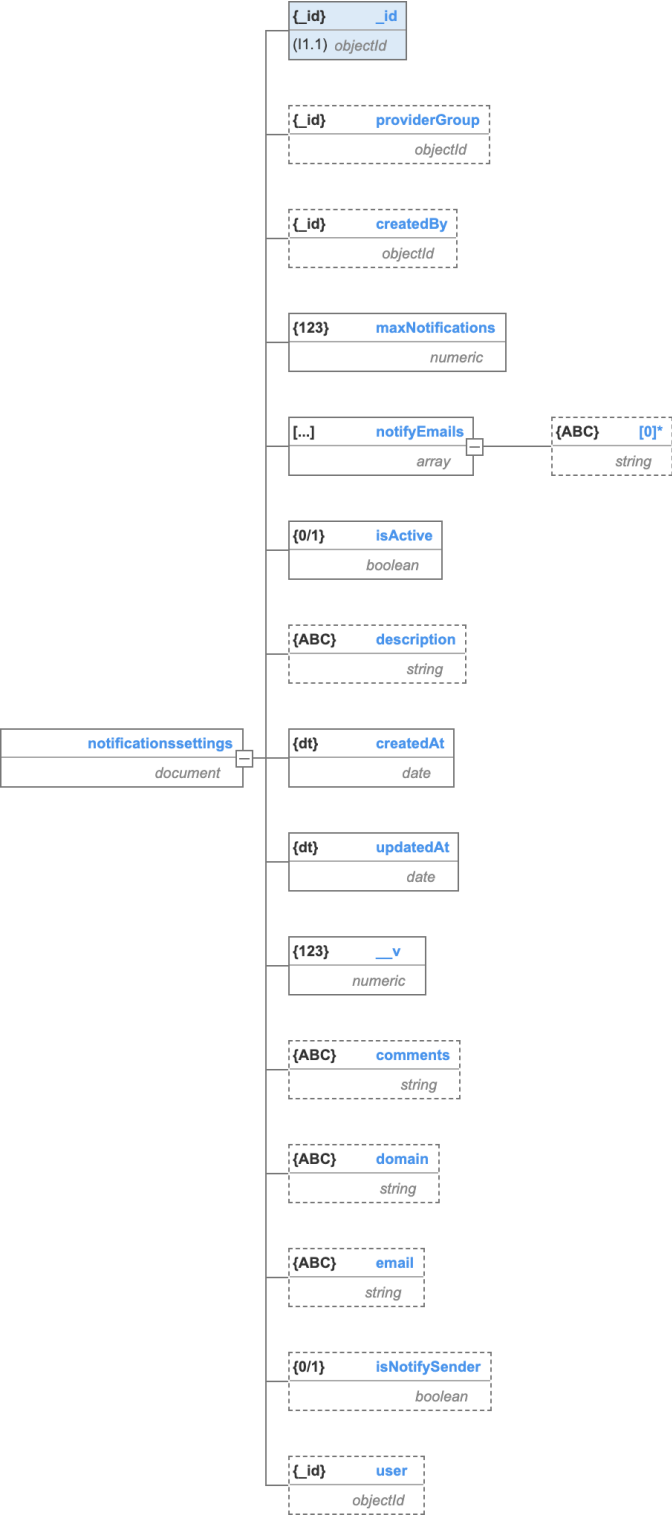 {_id} _id
(I1.1) objectId
{_id} providerGroup
objectId
{_id} createdBy
objectId
{123} maxNotifications
numeric
[...] notifyEmails
array
{ABC} [0]*
string
{0/1} isActive
boolean
{ABC} description
string
notificationssettings
document
{dt} createdAt
date
{dt} updatedAt
date
{123} __v
numeric
{ABC} comments
string
{ABC} domain
string
{ABC} email
string
{0/1} isNotifySender
boolean
{_id} user
objectId